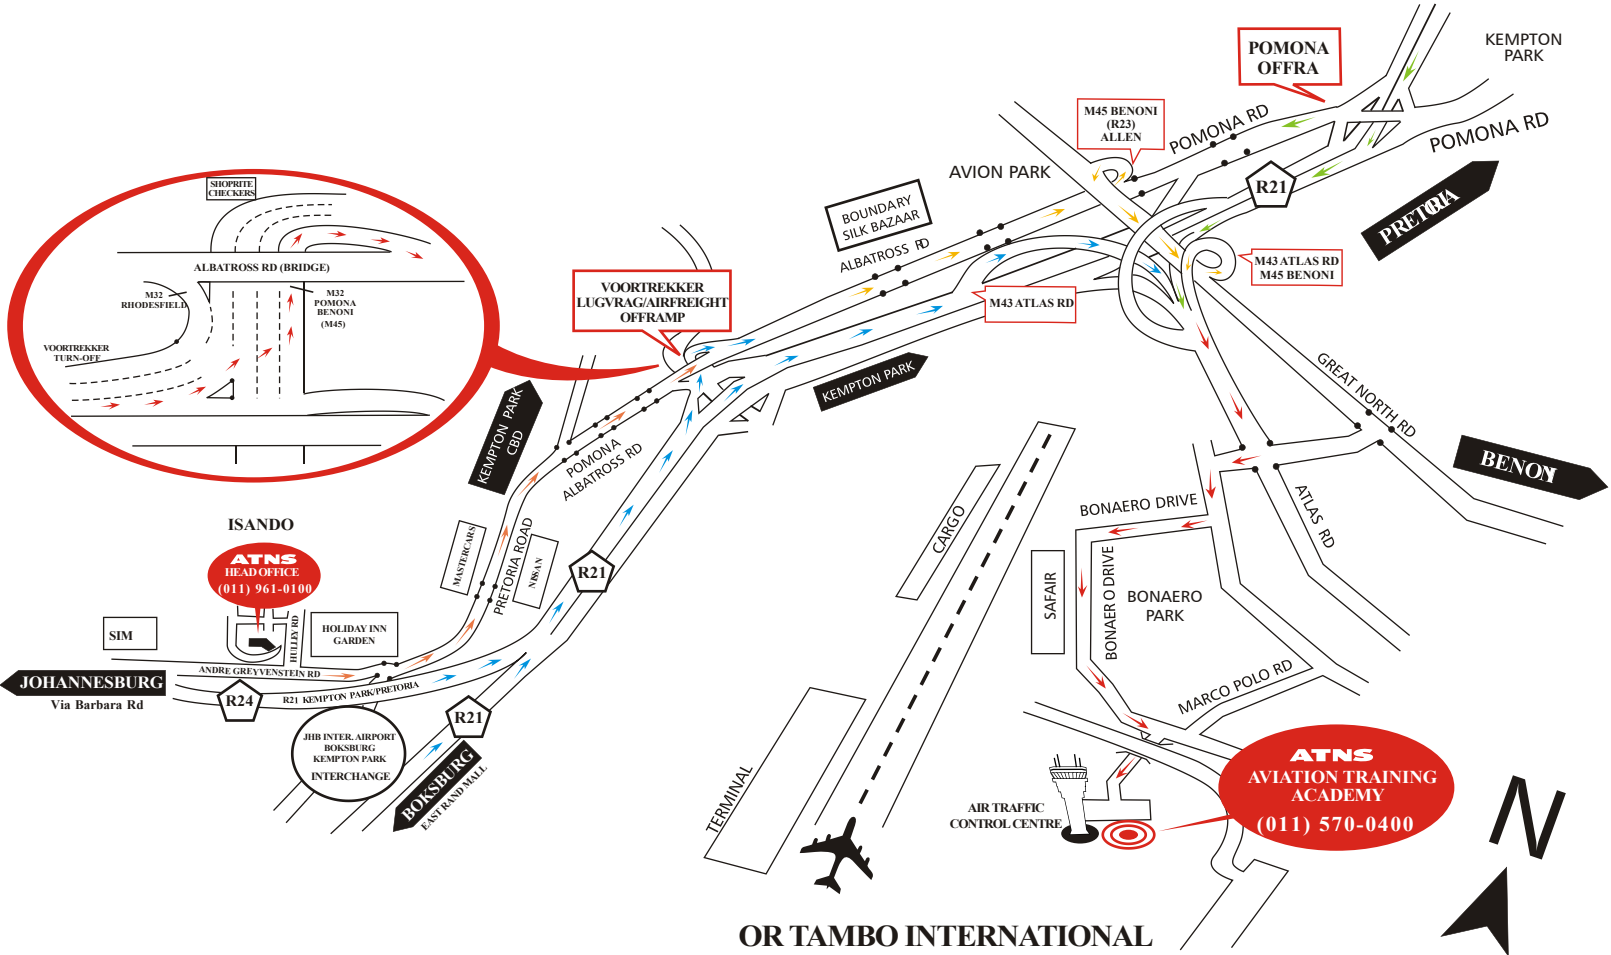 KEMPTON
PARK
POMONA
OFFRA
M45 BENONI
(R23)
ALLEN
POMONA RD
POMONA RD
AVION PARK
R21
PRETORIA
BOUNDARY
SILK BAZAAR
ALBATROSS RD
M43 ATLAS RD
M45 BENONI
M43 ATLAS RD
SHOPRITE
CHECKERS
ALBATROSS RD (BRIDGE)
M32
RHODESFIELD
M32
POMONA
BENONI
(M45)
VOORTREKKER
TURN-OFF
VOORTREKKER
LUGVRAG/AIRFREIGHT
OFFRAMP
KEMPTON PARK
KEMPTON PARK
CBD
POMONA
ALBATROSS RD
GREAT NORTH RD
BENONI
ATLAS RD
BONAERO DRIVE
BONAERO DRIVE
SAFAIR
BONAERO
PARK
MARCO POLO RD
CARGO
TERMINAL
MASTERCARS
PRETORIA ROAD
NISSAN
R21
ISANDO
ATNS
HEAD OFFICE
(011) 961-0100
SIM
HULLEY RD
HOLIDAY INN
GARDEN
ANDRE GREYVENSTEIN RD
JOHANNESBURG
Via Barbara Rd
R24
R21 KEMPTON PARK/PRETORIA
R21
JHB INTER. AIRPORT
BOKSBURG
KEMPTON PARK
INTERCHANGE
BOKSBURG
EAST RAND MALL
AIR TRAFFIC
CONTROL CENTRE
ATNS
AVIATION TRAINING
ACADEMY
(011) 570-0400
N
OR TAMBO INTERNATIONAL